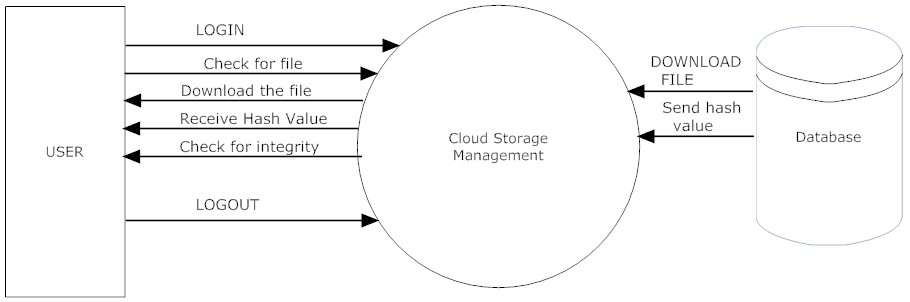 LOGIN
Check for file
Download the file
Receive Hash Value
Check for integrity
LOGOUT
USER
Cloud Storage
Management
DOWNLOAD
FILE
Send hash
value
Database